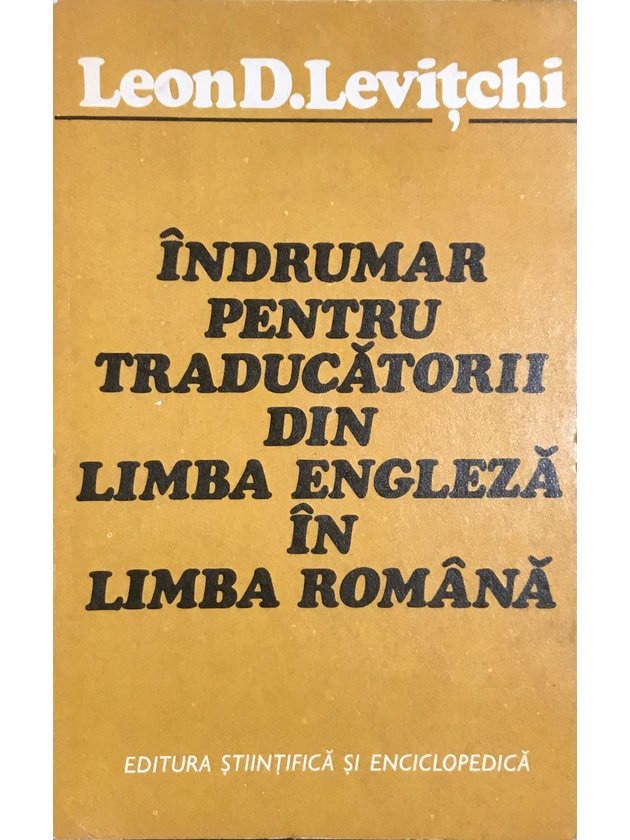 Leon D. Levițchi
ÎNDRUMAR
PENTRU
TRADUCĂTORII
DIN
LIMBA ENGLEZĂ
ÎN
LIMBA ROMÂNĂ
EDITURA ȘTIINȚIFICĂ ȘI ENCICLOPEDICĂ